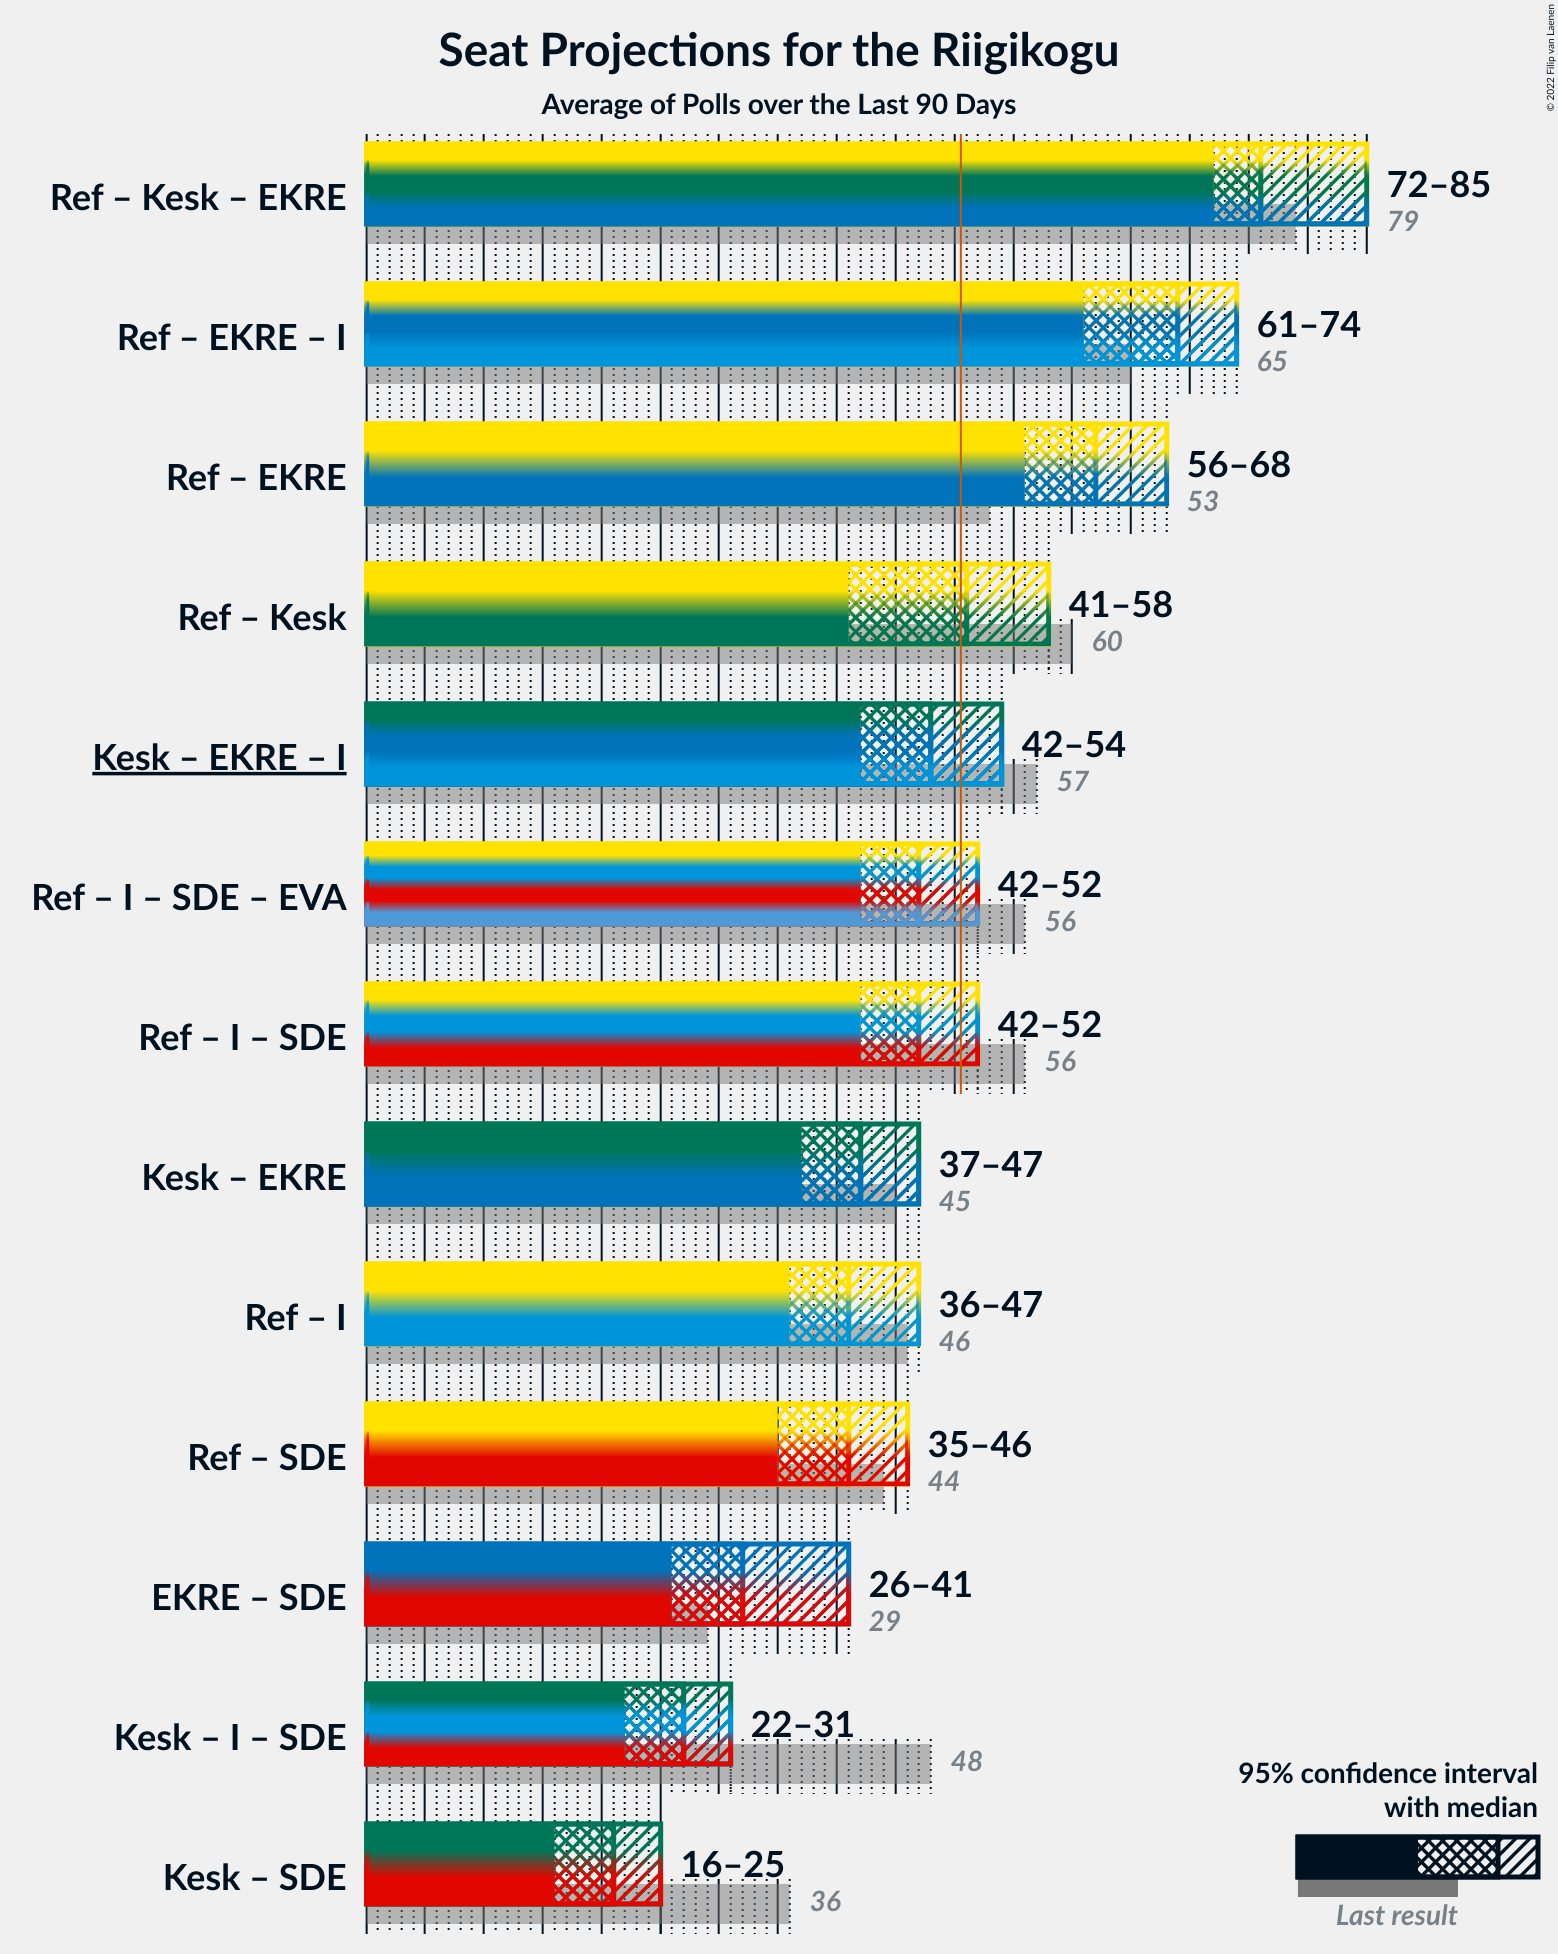 Seat Projections for the Riigikogu
Average of Polls over the Last 90 Days
© 2022 Filip van Laenen
Ref – Kesk – EKRE
72–85
79
Ref – EKRE – I
61–74
65
Ref – EKRE
56–68
53
Ref – Kesk
41–58
60
Kesk – EKRE – I
42–54
57
Ref – I – SDE – EVA
42–52
56
Ref – I – SDE
42–52
56
Kesk – EKRE
37–47
45
Ref – I
36–47
46
Ref – SDE
35–46
44
EKRE – SDE
26–41
29
Kesk – I – SDE
22–31
48
Kesk – SDE
16–25
36
95% confidence interval
with median
Last result